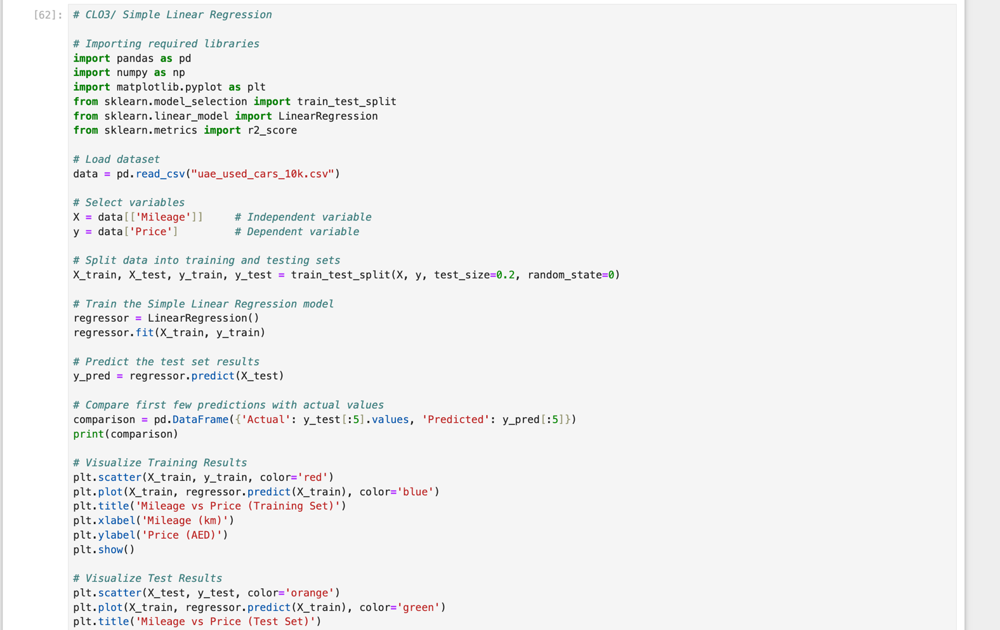 [62]:
# CLO3/ Simple Linear Regression
# Importing required libraries
import pandas as pd
import numpy as np
import matplotlib.pyplot as plt
from sklearn.model_selection import train_test_split
from sklearn.linear_model import LinearRegression
from sklearn.metrics import r2_score
# Load dataset
data = pd.read_csv("uae_used_cars_10k.csv")
# Select variables
X = data[['Mileage']]     # Independent variable
y = data['Price']         # Dependent variable
# Split data into training and testing sets
X_train, X_test, y_train, y_test = train_test_split(X, y, test_size=0.2, random_state=0)
# Train the Simple Linear Regression model
regressor = LinearRegression()
regressor.fit(X_train, y_train)
# Predict the test set results
y_pred = regressor.predict(X_test)
# Compare first few predictions with actual values
comparison = pd.DataFrame({'Actual': y_test[:5].values, 'Predicted': y_pred[:5]})
print(comparison)
# Visualize Training Results
plt.scatter(X_train, y_train, color='red')
plt.plot(X_train, regressor.predict(X_train), color='blue')
plt.title('Mileage vs Price (Training Set)')
plt.xlabel('Mileage (km)')
plt.ylabel('Price (AED)')
plt.show()
# Visualize Test Results
plt.scatter(X_test, y_test, color='orange')
plt.plot(X_train, regressor.predict(X_train), color='green')
plt.title('Mileage vs Price (Test Set)')